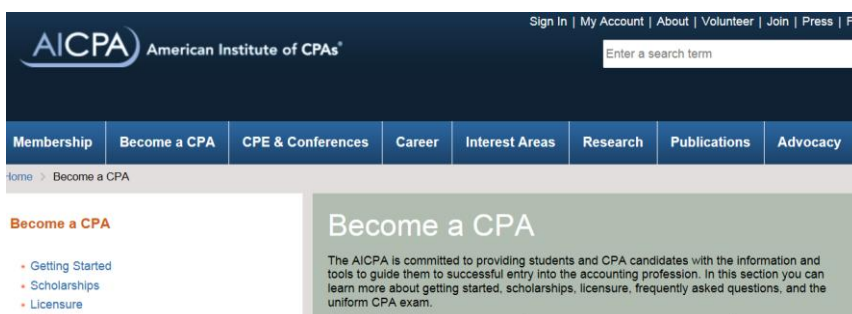 Sign In | My Account | About | Volunteer | Join | Press |
AICPA American Institute of CPAs®
Enter a search term
Membership Become a CPA CPE & Conferences Career Interest Areas Research Publications Advocacy
Home > Become a CPA
Become a CPA
• Getting Started
• Scholarships
• Licensure
Become a CPA
The AICPA is committed to providing students and CPA candidates with the information and
tools to guide them to successful entry into the accounting profession. In this section you can
learn more about getting started, scholarships, licensure, frequently asked questions, and the
uniform CPA exam.